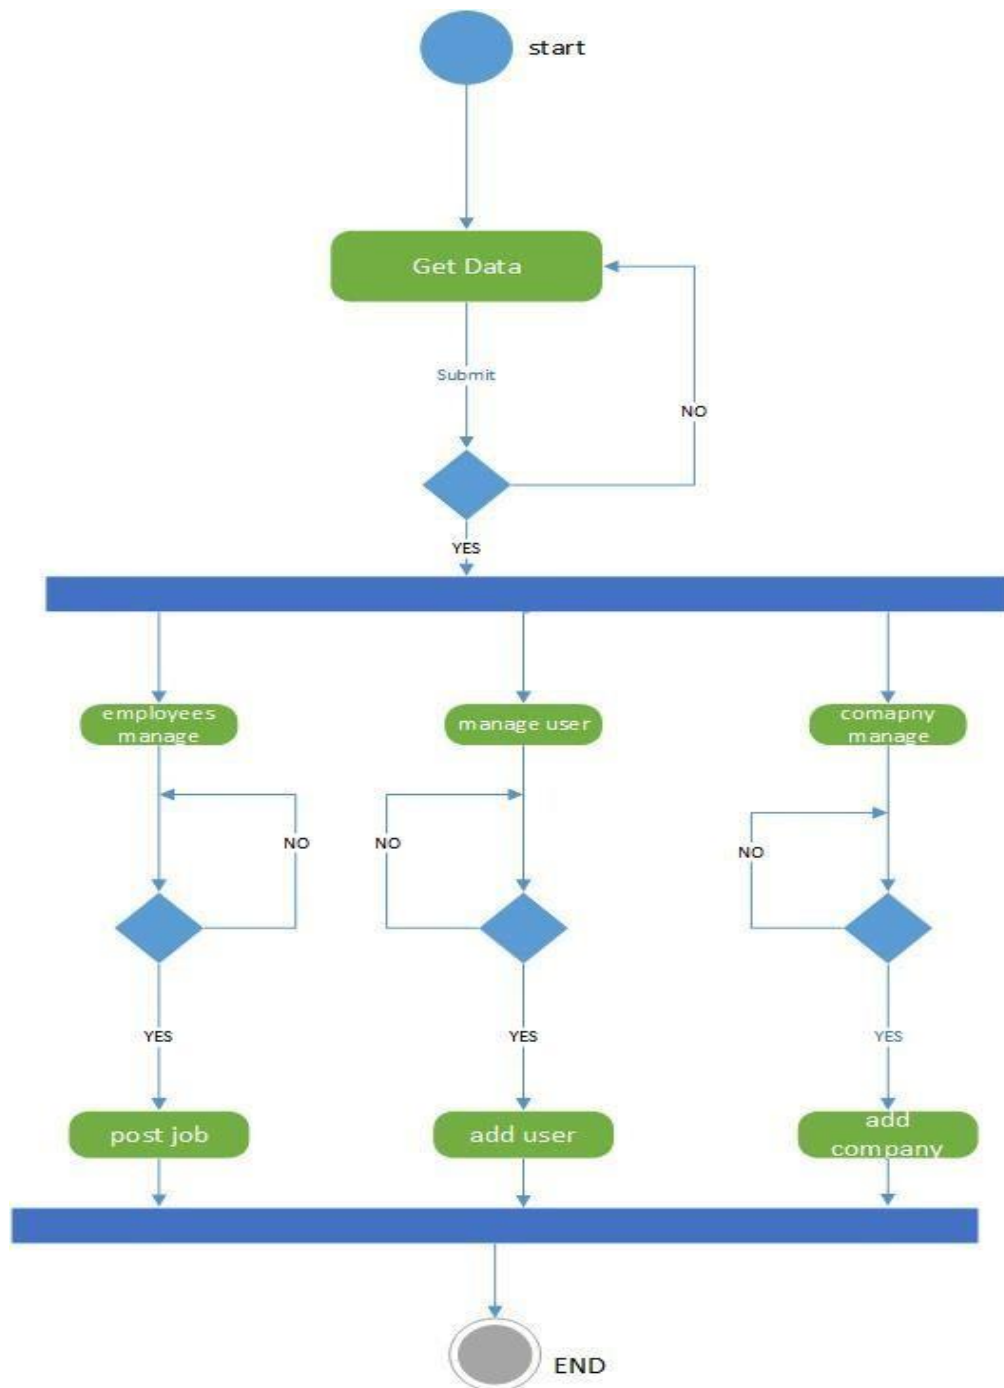 start
Get Data
Submit
NO
YES
employees
manage
manage user
comapny
manage
NO
NO
NO
YES
YES
YES
post job
add user
add
company
END